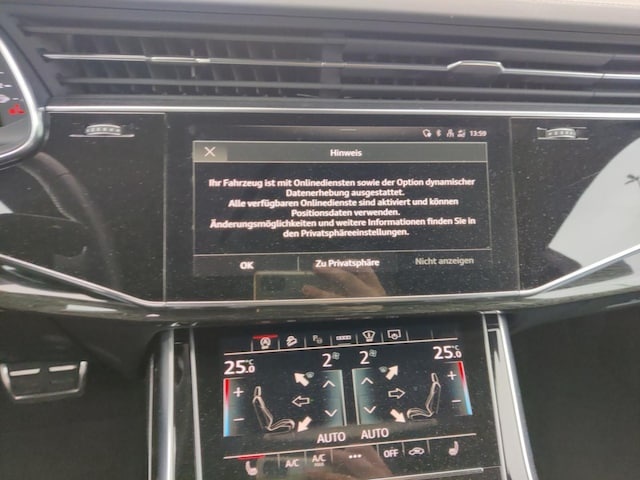 13:59
Hinweis
Ihr Fahrzeug ist mit Onlinediensten sowie der Option dynamischer
Datenerhebung ausgestattet.
Alle verfügbaren Onlinedienste sind aktiviert und können
Positionsdaten verwenden.
Änderungsmöglichkeiten und weitere Informationen finden Sie in
den Privatsphäreeinstellungen.
OK Zu Privatsphäre Nicht anzeigen
25.0 °C 2 2 25.0 °C
+ +
− −
AUTO AUTO
A/C A/C ••• OFF